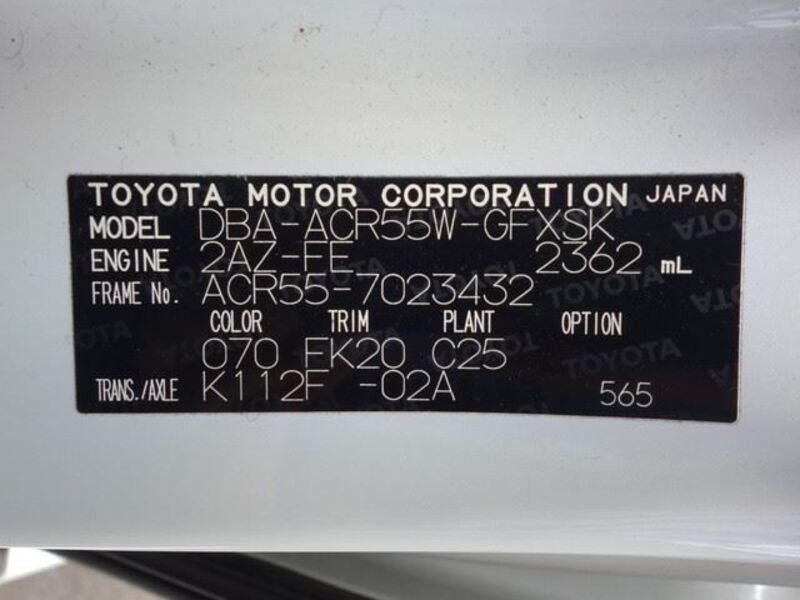 TOYOTA MOTOR CORPORATION JAPAN
MODEL DBA-ACR55W-GFXSK
ENGINE 2AZ-FE 2362 mL
FRAME No. ACR55-7023432
COLOR TRIM PLANT OPTION
070 FK20 C25
TRANS./AXLE K112F -02A 565